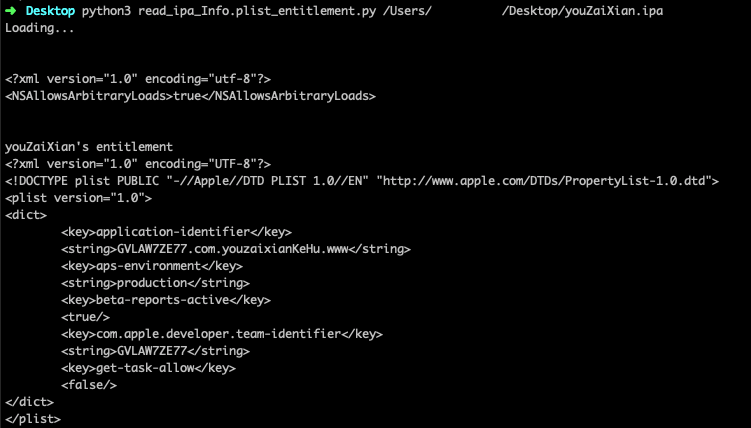 ➜ Desktop python3 read_ipa_Info.plist_entitlement.py /Users/ /Desktop/youZaiXian.ipa
Loading...
<?xml version="1.0" encoding="utf-8"?>
<NSAllowsArbitraryLoads>true</NSAllowsArbitraryLoads>
youZaiXian's entitlement
<?xml version="1.0" encoding="UTF-8"?>
<!DOCTYPE plist PUBLIC "-//Apple//DTD PLIST 1.0//EN" "http://www.apple.com/DTDs/PropertyList-1.0.dtd">
<plist version="1.0">
<dict>
<key>application-identifier</key>
<string>GVLAW7ZE77.com.youzaixianKeHu.www</string>
<key>aps-environment</key>
<string>production</string>
<key>beta-reports-active</key>
<true/>
<key>com.apple.developer.team-identifier</key>
<string>GVLAW7ZE77</string>
<key>get-task-allow</key>
<false/>
</dict>
</plist>